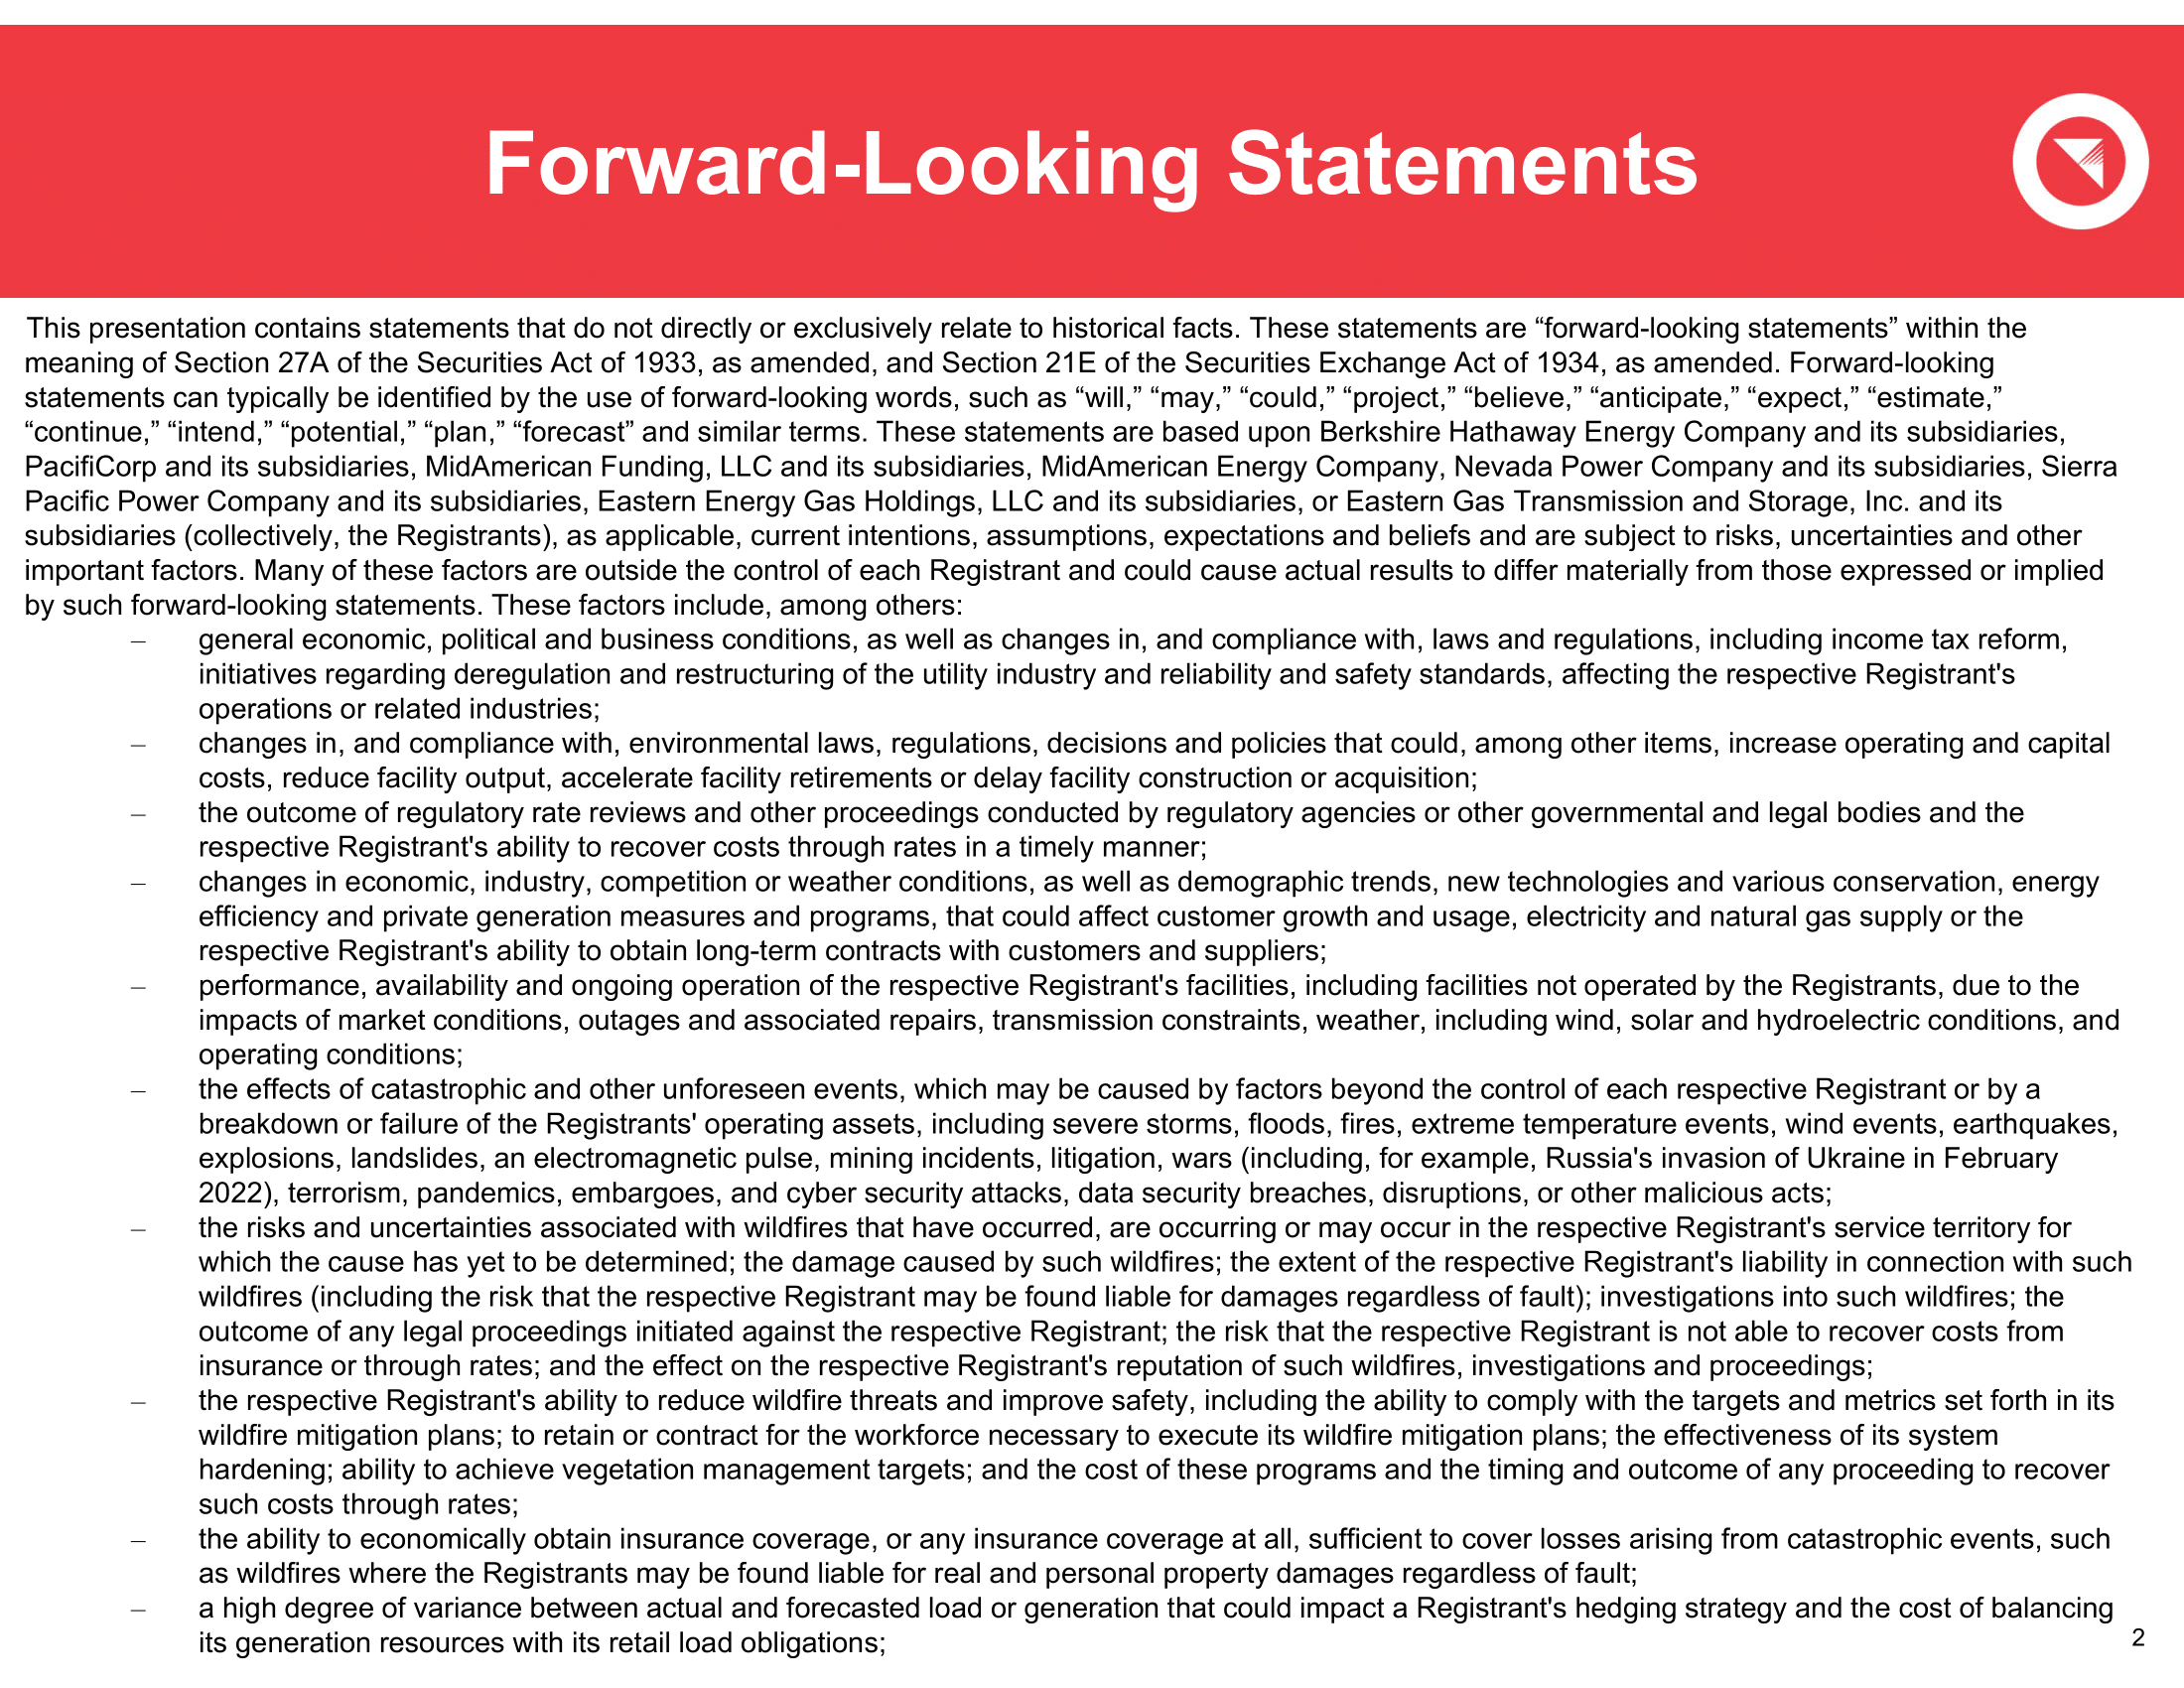 Forward-Looking Statements
This presentation contains statements that do not directly or exclusively relate to historical facts. These statements are “forward-looking statements” within the
meaning of Section 27A of the Securities Act of 1933, as amended, and Section 21E of the Securities Exchange Act of 1934, as amended. Forward-looking
statements can typically be identified by the use of forward-looking words, such as “will,” “may,” “could,” “project,” “believe,” “anticipate,” “expect,” “estimate,”
“continue,” “intend,” “potential,” “plan,” “forecast” and similar terms. These statements are based upon Berkshire Hathaway Energy Company and its subsidiaries,
PacifiCorp and its subsidiaries, MidAmerican Funding, LLC and its subsidiaries, MidAmerican Energy Company, Nevada Power Company and its subsidiaries, Sierra
Pacific Power Company and its subsidiaries, Eastern Energy Gas Holdings, LLC and its subsidiaries, or Eastern Gas Transmission and Storage, Inc. and its
subsidiaries (collectively, the Registrants), as applicable, current intentions, assumptions, expectations and beliefs and are subject to risks, uncertainties and other
important factors. Many of these factors are outside the control of each Registrant and could cause actual results to differ materially from those expressed or implied
by such forward-looking statements. These factors include, among others:
– general economic, political and business conditions, as well as changes in, and compliance with, laws and regulations, including income tax reform,
initiatives regarding deregulation and restructuring of the utility industry and reliability and safety standards, affecting the respective Registrant's
operations or related industries;
– changes in, and compliance with, environmental laws, regulations, decisions and policies that could, among other items, increase operating and capital
costs, reduce facility output, accelerate facility retirements or delay facility construction or acquisition;
– the outcome of regulatory rate reviews and other proceedings conducted by regulatory agencies or other governmental and legal bodies and the
respective Registrant's ability to recover costs through rates in a timely manner;
– changes in economic, industry, competition or weather conditions, as well as demographic trends, new technologies and various conservation, energy
efficiency and private generation measures and programs, that could affect customer growth and usage, electricity and natural gas supply or the
respective Registrant's ability to obtain long-term contracts with customers and suppliers;
– performance, availability and ongoing operation of the respective Registrant's facilities, including facilities not operated by the Registrants, due to the
impacts of market conditions, outages and associated repairs, transmission constraints, weather, including wind, solar and hydroelectric conditions, and
operating conditions;
– the effects of catastrophic and other unforeseen events, which may be caused by factors beyond the control of each respective Registrant or by a
breakdown or failure of the Registrants' operating assets, including severe storms, floods, fires, extreme temperature events, wind events, earthquakes,
explosions, landslides, an electromagnetic pulse, mining incidents, litigation, wars (including, for example, Russia's invasion of Ukraine in February
2022), terrorism, pandemics, embargoes, and cyber security attacks, data security breaches, disruptions, or other malicious acts;
– the risks and uncertainties associated with wildfires that have occurred, are occurring or may occur in the respective Registrant's service territory for
which the cause has yet to be determined; the damage caused by such wildfires; the extent of the respective Registrant's liability in connection with such
wildfires (including the risk that the respective Registrant may be found liable for damages regardless of fault); investigations into such wildfires; the
outcome of any legal proceedings initiated against the respective Registrant; the risk that the respective Registrant is not able to recover costs from
insurance or through rates; and the effect on the respective Registrant's reputation of such wildfires, investigations and proceedings;
– the respective Registrant's ability to reduce wildfire threats and improve safety, including the ability to comply with the targets and metrics set forth in its
wildfire mitigation plans; to retain or contract for the workforce necessary to execute its wildfire mitigation plans; the effectiveness of its system
hardening; ability to achieve vegetation management targets; and the cost of these programs and the timing and outcome of any proceeding to recover
such costs through rates;
– the ability to economically obtain insurance coverage, or any insurance coverage at all, sufficient to cover losses arising from catastrophic events, such
as wildfires where the Registrants may be found liable for real and personal property damages regardless of fault;
– a high degree of variance between actual and forecasted load or generation that could impact a Registrant's hedging strategy and the cost of balancing
its generation resources with its retail load obligations;
2